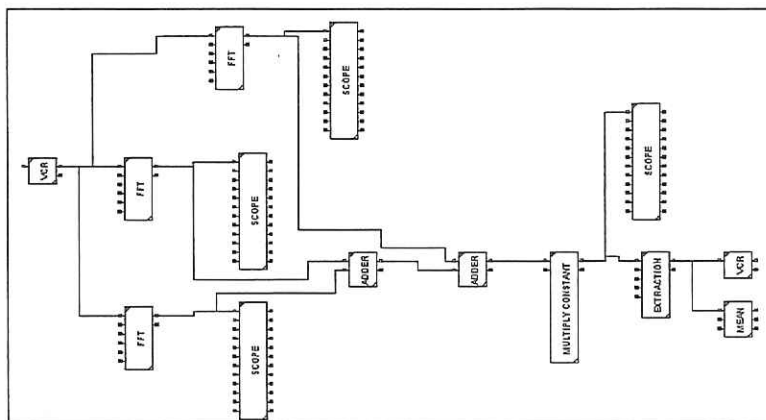 FFT
SCOPE
SCOPE
VCR
FFT
SCOPE
ADDER
ADDER
MULTIPLY CONSTANT
EXTRACTION
VCR
MEAN
FFT
SCOPE